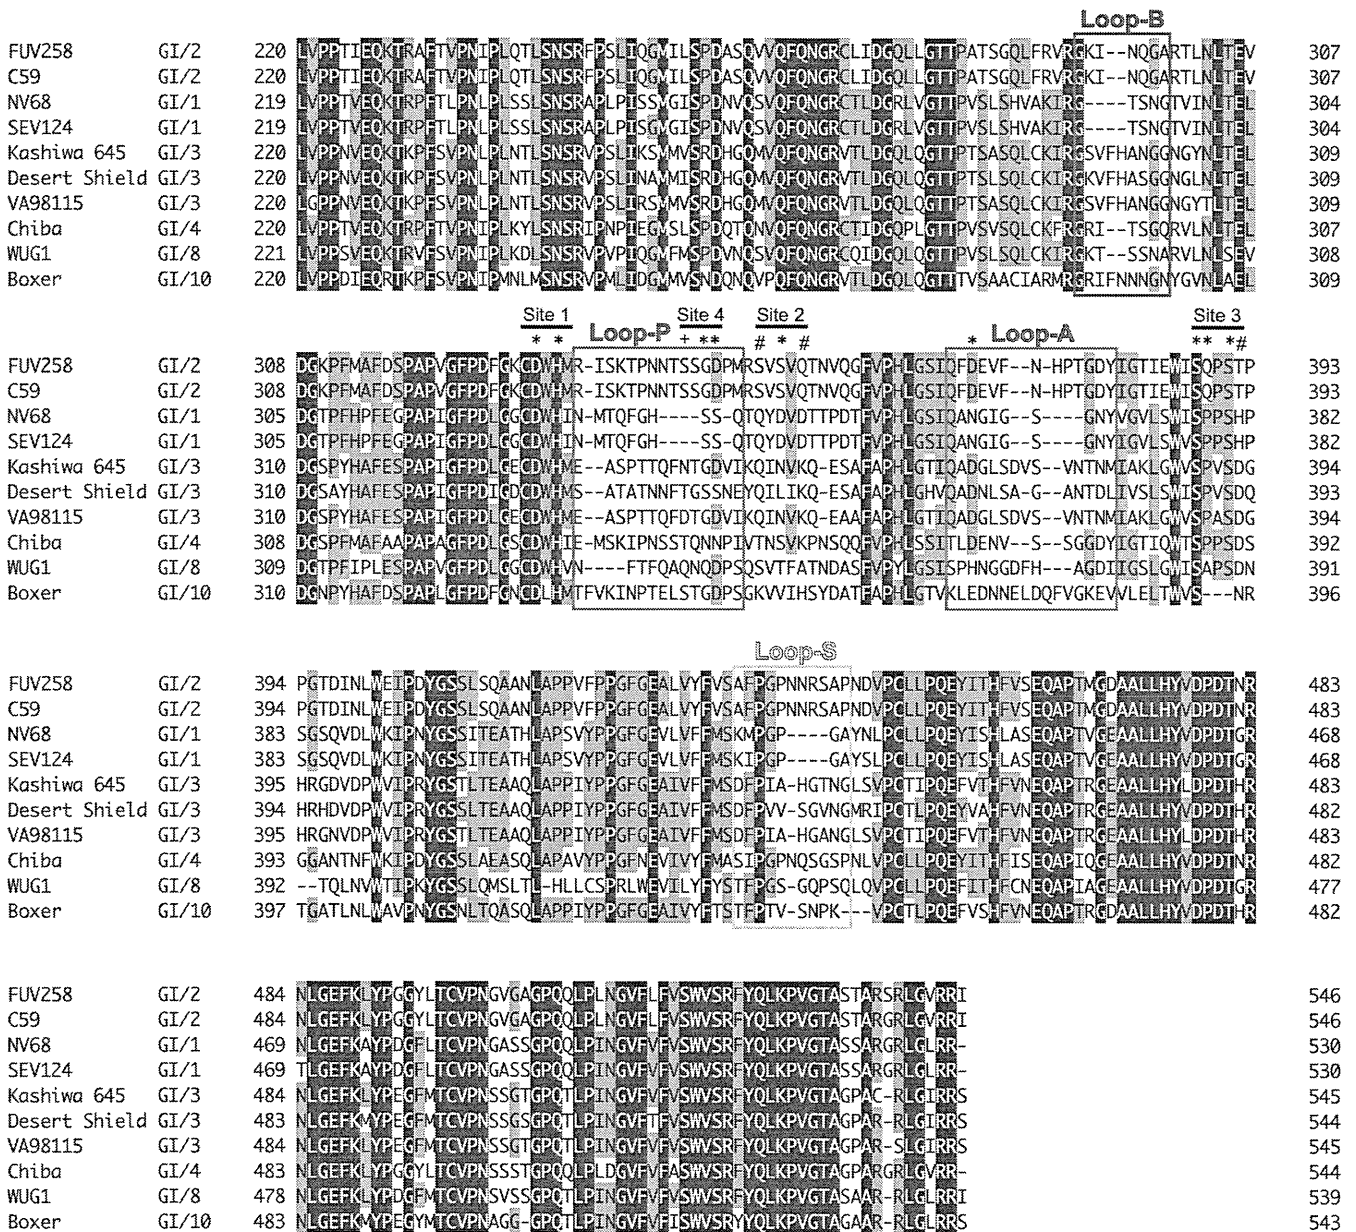 Loop-B
FUV258 GI/2 220 LVPPTIEQKTRAFTVPNIPLQTLSNSRFPSLIQGMILSPDASQVVQFQNGRCLIDGQLLGTTPATSGQLFRVRGKI--NQGARTLNLTEV 307
C59 GI/2 220 LVPPTIEQKTRAFTVPNIPLQTLSNSRFPSLIQGMILSPDASQVVQFQNGRCLIDGQLLGTTPATSGQLFRVRGKI--NQGARTLNLTEV 307
NV68 GI/1 219 LVPPTVEQKTRPFTLPNLPLSSLSNSRAPLPISSMGISPDNVQSVQFQNGRCTLDGRLVGTTPVSLSHVAKIRG----TSNGTVINLTEL 304
SEV124 GI/1 219 LVPPTVEQKTRPFTLPNLPLSSLSNSRAPLPISGMGISPDNVQSVQFQNGRCTLDGRLVGTTPVSLSHVAKIRG----TSNGTVINLTEL 304
Kashiwa 645 GI/3 220 LVPPNVEQKTKPFSVPNLPLNTLSNSRVPSLIKSMMVSRDHGQMVQFQNGRVTLDGQLQGTTPTSASQLCKIRGSVFHANGGNGYNLTEL 309
Desert Shield GI/3 220 LVPPNVEQKTKPFSVPNLPLNTLSNSRVPSLINAMMISRDHGQMVQFQNGRVTLDGQLQGTTPTSLSQLCKIRGKVFHASGGNGLNLTEL 309
VA98115 GI/3 220 LGPPNVEQKTKPFSVPNLPLNTLSNSRVPSLIRSMMVSRDHGQMVQFQNGRVTLDGQLQGTTPTSASQLCKIRGSVFHANGGNGYTLTEL 309
Chiba GI/4 220 LVPPTVEQKTKPFSVPNIPLKYLSNSRIPNPIEGMSLSPDQTQNVQFQNGRCTIDGQPLGTTPVSVSQLCKFRGRI--TSGQRVLNLTEL 307
WUG1 GI/8 221 LVPPSVEQKTRVFSVPNIPLKDLSNSRVPVPIQGMFMSPDVNQSVQFQNGRCQIDGQLQGTTPVSLSQLCKIRGKT--SSNARVLNLSEV 308
Boxer GI/10 220 LVPPDIEQRTKPFSVPNIPMNLMSNSRVPMLIDGMMVSNDQNQVPQFQNGRVTLDGQLQGTTTVSAACIARMRGRIFNNNGNYGVNLAEL 309
Site 1 Loop-P Site 4 Site 2 Loop-A Site 3
* * + ** # * # * ** *#
FUV258 GI/2 308 DGKPFMAFDSPAPVGFPDFGKCDWHMR-ISKTPNNTSSGDPMRSVSVQTNVQGFVPHLGSIQFDEVF--N-HPTGDYIGTIEWISQPSTP 393
C59 GI/2 308 DGKPFMAFDSPAPVGFPDFGKCDWHMR-ISKTPNNTSSGDPMRSVSVQTNVQGFVPHLGSIQFDEVF--N-HPTGDYIGTIEWISQPSTP 393
NV68 GI/1 305 DGTPFHPFEGPAPIGFPDLGGCDWHIN-MTQFGH----SS-QTQYDVDTTPDTFVPHLGSIQANGIG--S----GNYVGVLSWISPPSHP 382
SEV124 GI/1 305 DGTPFHPFEGPAPIGFPDLGGCDWHIN-MTQFGH----SS-QTQYDVDTTPDTFVPHLGSIQANGIG--S----GNYIGVLSWVSPPSHP 382
Kashiwa 645 GI/3 310 DGSPYHAFESPAPIGFPDLGECDWHME--ASPTTQFNTGDVIKQINVKQ-ESAFAPHLGTIQADGLSDVS--VNTNMIAKLGWVSPVSDG 394
Desert Shield GI/3 310 DGSAYHAFESPAPIGFPDIGDCDWHMS--ATATNNFTGSSNEYQILIKQ-ESAFAPHLGHVQADNLSA-G--ANTDLIVSLSWISPVSDQ 393
VA98115 GI/3 310 DGSPYHAFESPAPIGFPDLGECDWHME--ASPTTQFDTGDVIKQINVKQ-EAAFAPHLGTIQADGLSDVS--VNTNMIAKLGWVSPASDG 394
Chiba GI/4 308 DGSPFMAFAAPAPAGFPDLGSCDWHIE-MSKIPNSSTQNNPIVTNSVKPNSQQFVPHLSSITLDENV--S--SGGDYIGTIQWTSPPSDS 392
WUG1 GI/8 309 DGTPFIPLESPAPVGFPDLGGCDWHVN----FTFQAQNQDPSQSVTFATNDASFVPYLGSISPHNGGDFH---AGDIIGSLGWISAPSDN 391
Boxer GI/10 310 DGNPYHAFDSPAPLGFPDFGNCDLHMTFVKINPTELSTGDPSGKVVIHSYDATFAPHLGTVKLEDNNELDQFVGKEVVLELTWVS---NR 396
Loop-S
FUV258 GI/2 394 PGTDINLWEIPDYGSSLSQAANLAPPVFPPGFGEALVYFVSAFPGPNNRSAPNDVPCLLPQEYITHFVSEQAPTMGDAALLHYVDPDTNR 483
C59 GI/2 394 PGTDINLWEIPDYGSSLSQAANLAPPVFPPGFGEALVYFVSAFPGPNNRSAPNDVPCLLPQEYITHFVSEQAPTMGDAALLHYVDPDTNR 483
NV68 GI/1 383 SGSQVDLWKIPNYGSSITEATHLAPSVYPPGFGEVLVFFMSKMPGP----GAYNLPCLLPQEYISHLASEQAPTVGEAALLHYVDPDTGR 468
SEV124 GI/1 383 SGSQVDLWKIPNYGSSITEATHLAPSVYPPGFGEVLVFFMSKIPGP----GAYSLPCLLPQEYISHLASEQAPTVGEAALLHYVDPDTGR 468
Kashiwa 645 GI/3 395 HRGDVDPWVIPRYGSTLTEAAQLAPPIYPPGFGEAIVFFMSDFPIA-HGTNGLSVPCTIPQEFVTHFVNEQAPTRGEAALLHYLDPDTHR 483
Desert Shield GI/3 394 HRHDVDPWVIPRYGSSLTEAAQLAPPIYPPGFGEAIVFFMSDFPVV-SGVNGMRIPCTLPQEYVAHFVNEQAPTRGEAALLHYVDPDTHR 482
VA98115 GI/3 395 HRGNVDPWVIPRYGSTLTEAAQLAPPIYPPGFGEAIVFFMSDFPIA-HGANGLSVPCTIPQEFVTHFVNEQAPTRGEAALLHYLDPDTHR 483
Chiba GI/4 393 GGANTNFWKIPDYGSSLAEASQLAPAVYPPGFNEVIVYFMASIPGPNQSGSPNLVPCLLPQEYITHFISEQAPIQGEAALLHYVDPDTNR 482
WUG1 GI/8 392 --TQLNVWTIPKYGSSLQMSLTL-HLLCSPRLWEVILYFYSTFPGS-GQPSQLQVPCLLPQEFITHFCNEQAPIAGEAALLHYVDPDTGR 477
Boxer GI/10 397 TGATLNLWAVPNYGSNLTQASQLAPPIYPPGFGEAIVYFTSTFPTV-SNPK---VPCTLPQEFVSHFVNEQAPTRGDAALLHYVDPDTHR 482
FUV258 GI/2 484 NLGEFKLYPGGYLTCVPNGVGAGPQQLPLNGVFLFVSWVSRFYQLKPVGTASTARSRLGVRRI 546
C59 GI/2 484 NLGEFKLYPGGYLTCVPNGVGAGPQQLPLNGVFLFVSWVSRFYQLKPVGTASTARGRLGVRRI 546
NV68 GI/1 469 NLGEFKAYPDGFLTCVPNGASSGPQQLPINGVFVFVSWVSRFYQLKPVGTASSARGRLGLRR- 530
SEV124 GI/1 469 TLGEFKAYPDGFLTCVPNGASSGPQQLPINGVFVFVSWVSRFYQLKPVGTASSARGRLGLRR- 530
Kashiwa 645 GI/3 484 NLGEFKLYPEGFMTCVPNSSGTGPQTLPINGVFVFVSWVSRFYQLKPVGTAGPAC-RLGIRRS 545
Desert Shield GI/3 483 NLGEFKMYPEGFMTCVPNSSGSGPQTLPINGVFTFVSWVSRFYQLKPVGTAGPAR-RLGIRRS 544
VA98115 GI/3 484 NLGEFKLYPEGFMTCVPNSSGTGPQTLPINGVFVFVSWVSRFYQLKPVGTAGPAR-SLGIRRS 545
Chiba GI/4 483 NLGEFKLYPGGYLTCVPNSSSTGPQQLPLDGVFVFASWVSRFYQLKPVGTAGPARGRLGVRR- 544
WUG1 GI/8 478 NLGEFKLYPDGFMTCVPNSVSSGPQTLPINGVFVFVSWVSRFYQLKPVGTASAAR-RLGLRRI 539
Boxer GI/10 483 NLGEFKMYPEGYMTCVPNAGG-GPQTLPINGVFVFISWVSRYYQLKPVGTAGAAR-RLGLRRS 543